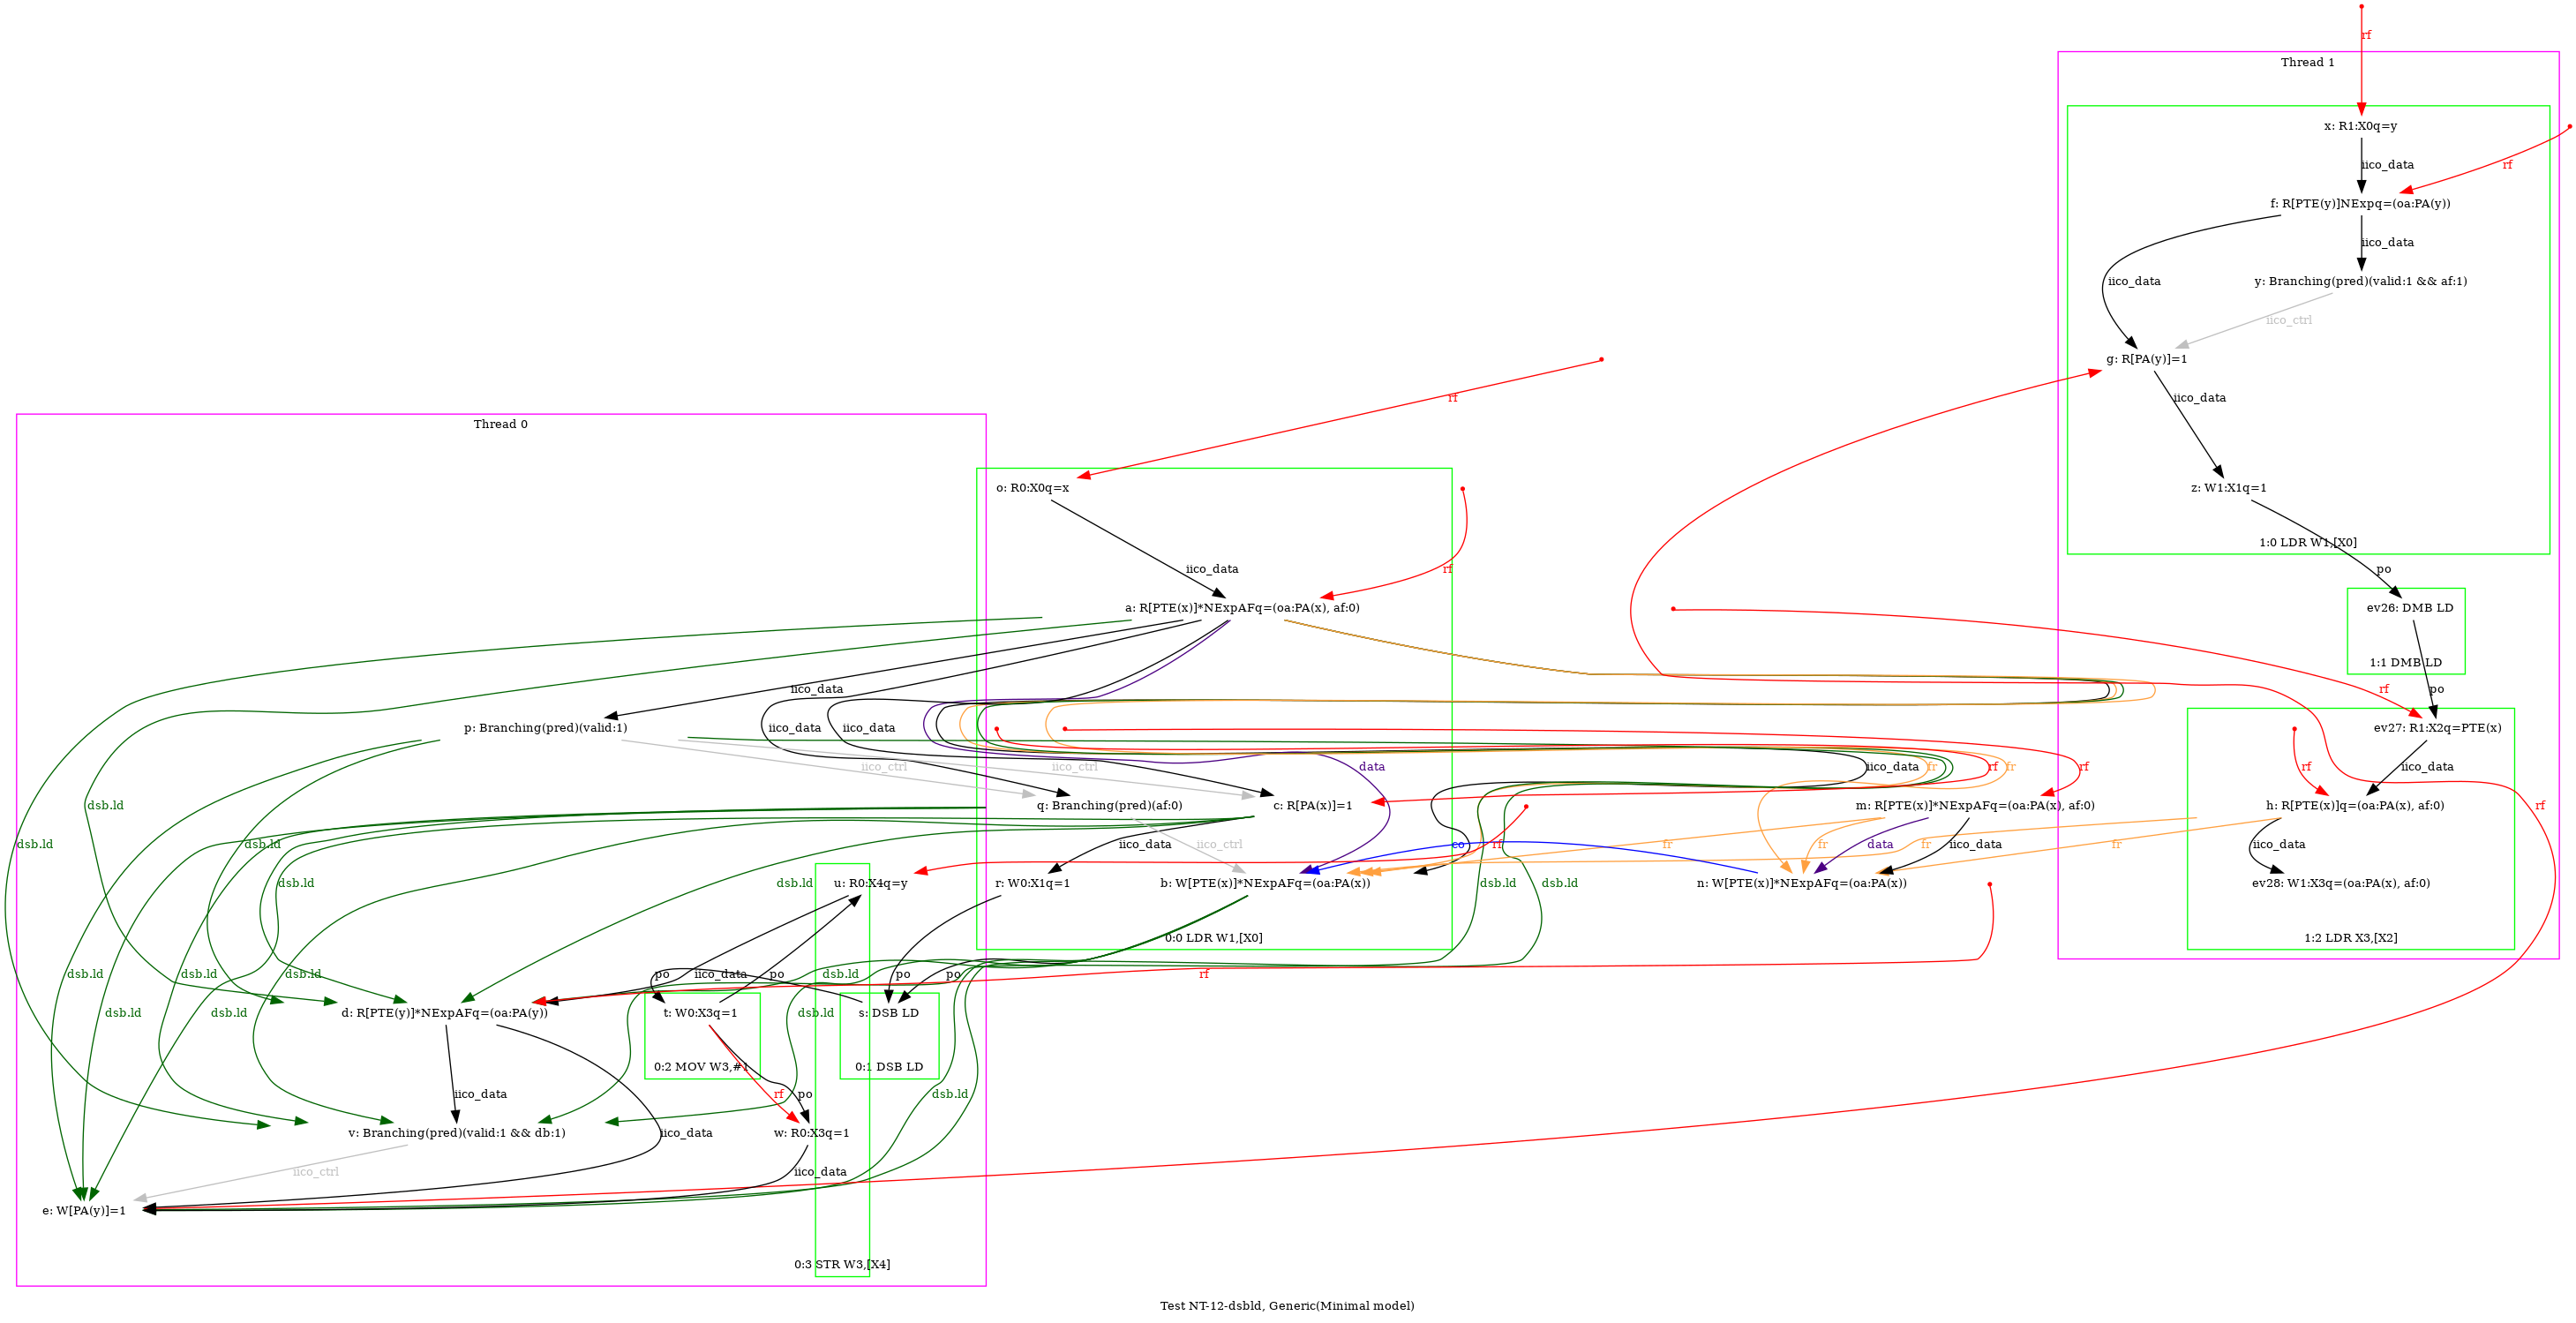 rf
Thread 1
x: R1:X0q=y
iico_data
rf
f: R[PTE(y)]NExpq=(oa:PA(y))
iico_data
iico_data
y: Branching(pred)(valid:1 && af:1)
iico_ctrl
g: R[PA(y)]=1
iico_data
rf
Thread 0
o: R0:X0q=x
z: W1:X1q=1
1:0 LDR W1,[X0]
iico_data
rf
po
a: R[PTE(x)]*NExpAFq=(oa:PA(x), af:0)
ev26: DMB LD
1:1 DMB LD
iico_data
rf
po
p: Branching(pred)(valid:1)
iico_data
iico_data
ev27: R1:X2q=PTE(x)
iico_ctrl
iico_ctrl
data
iico_data
fr
rf
fr
rf
rf
iico_data
dsb.ld
q: Branching(pred)(af:0)
c: R[PA(x)]=1
m: R[PTE(x)]*NExpAFq=(oa:PA(x), af:0)
h: R[PTE(x)]q=(oa:PA(x), af:0)
rf
dsb.ld
dsb.ld
iico_ctrl
iico_data
co
rf
fr
fr
data
iico_data
fr
fr
iico_data
dsb.ld
dsb.ld
u: R0:X4q=y
r: W0:X1q=1
b: W[PTE(x)]*NExpAFq=(oa:PA(x))
dsb.ld
dsb.ld
n: W[PTE(x)]*NExpAFq=(oa:PA(x))
ev28: W1:X3q=(oa:PA(x), af:0)
0:0 LDR W1,[X0]
1:2 LDR X3,[X2]
dsb.ld
dsb.ld
dsb.ld
po
iico_data
po
dsb.ld
po
po
rf
dsb.ld
dsb.ld
d: R[PTE(y)]*NExpAFq=(oa:PA(y))
t: W0:X3q=1
dsb.ld
s: DSB LD
0:2 MOV W3,#1
0:1 DSB LD
iico_data
rf
po
dsb.ld
v: Branching(pred)(valid:1 && db:1)
iico_data
w: R0:X3q=1
iico_ctrl
iico_data
e: W[PA(y)]=1
0:3 STR W3,[X4]
Test NT-12-dsbld, Generic(Minimal model)